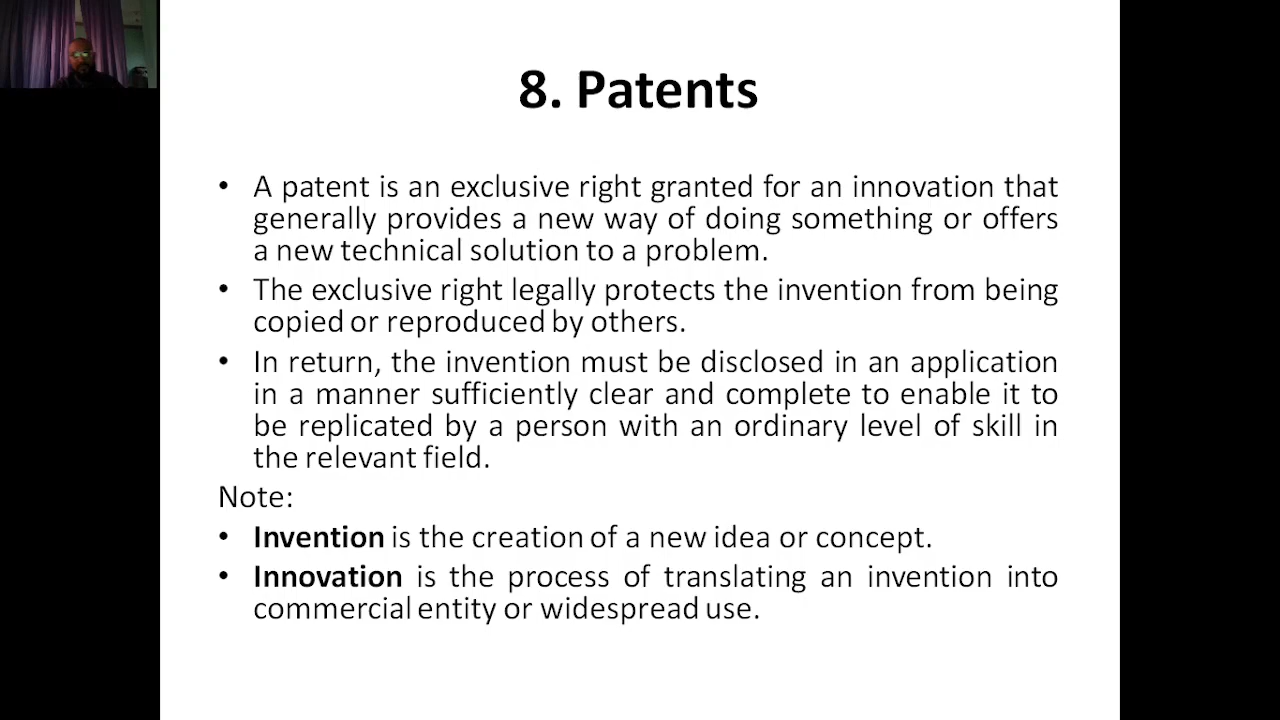 8. Patents
• A patent is an exclusive right granted for an innovation that
generally provides a new way of doing something or offers
a new technical solution to a problem.
• The exclusive right legally protects the invention from being
copied or reproduced by others.
• In return, the invention must be disclosed in an application
in a manner sufficiently clear and complete to enable it to
be replicated by a person with an ordinary level of skill in
the relevant field.
Note:
• Invention is the creation of a new idea or concept.
• Innovation is the process of translating an invention into
commercial entity or widespread use.